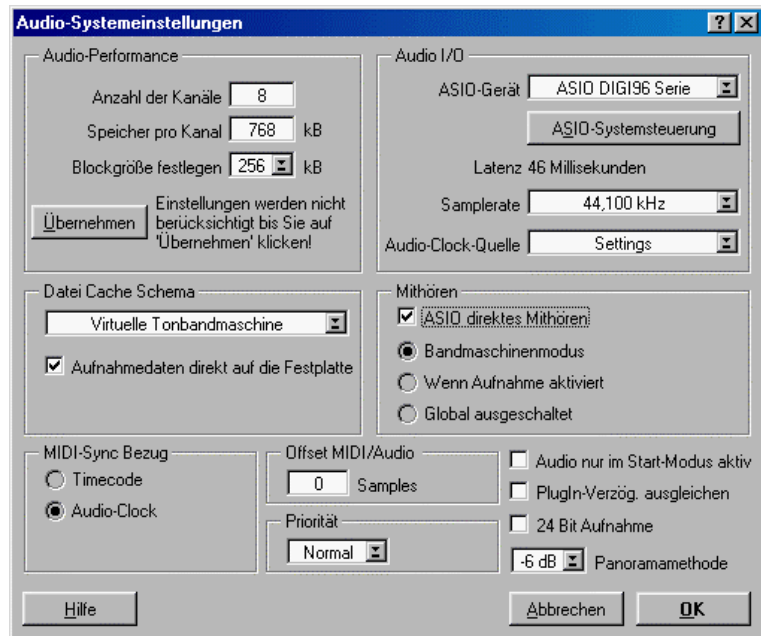 Audio-Systemeinstellungen
Audio-Performance
Anzahl der Kanäle 8
Speicher pro Kanal 768 kB
Blockgröße festlegen 256 kB
Übernehmen
Einstellungen werden nicht
berücksichtigt bis Sie auf
'Übernehmen' klicken!
Audio I/O
ASIO-Gerät ASIO DIGI96 Serie
ASIO-Systemsteuerung
Latenz 46 Millisekunden
Samplerate 44,100 kHz
Audio-Clock-Quelle Settings
Datei Cache Schema
Virtuelle Tonbandmaschine
Aufnahmedaten direkt auf die Festplatte
Mithören
ASIO direktes Mithören
Bandmaschinenmodus
Wenn Aufnahme aktiviert
Global ausgeschaltet
MIDI-Sync Bezug
Timecode
Audio-Clock
Offset MIDI/Audio
0 Samples
Priorität
Normal
Audio nur im Start-Modus aktiv
PlugIn-Verzög. ausgleichen
24 Bit Aufnahme
-6 dB Panoramamethode
Hilfe
Abbrechen
OK